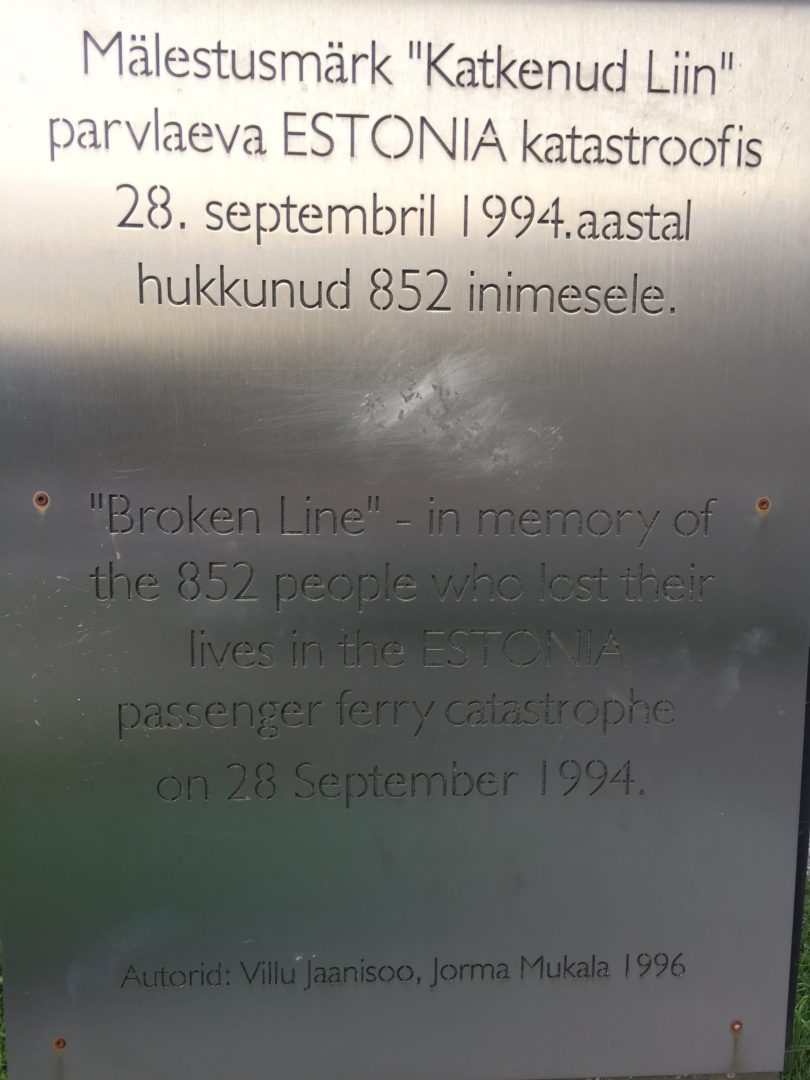 Mälestusmärk "Katkenud Liin"
parvlaeva ESTONIA katastroofis
28. septembril 1994.aastal
hukkunud 852 inimesele.
"Broken Line" - in memory of
the 852 people who lost their
lives in the ESTONIA
passenger ferry catastrophe
on 28 September 1994.
Autorid: Villu Jaanisoo, Jorma Mukala 1996